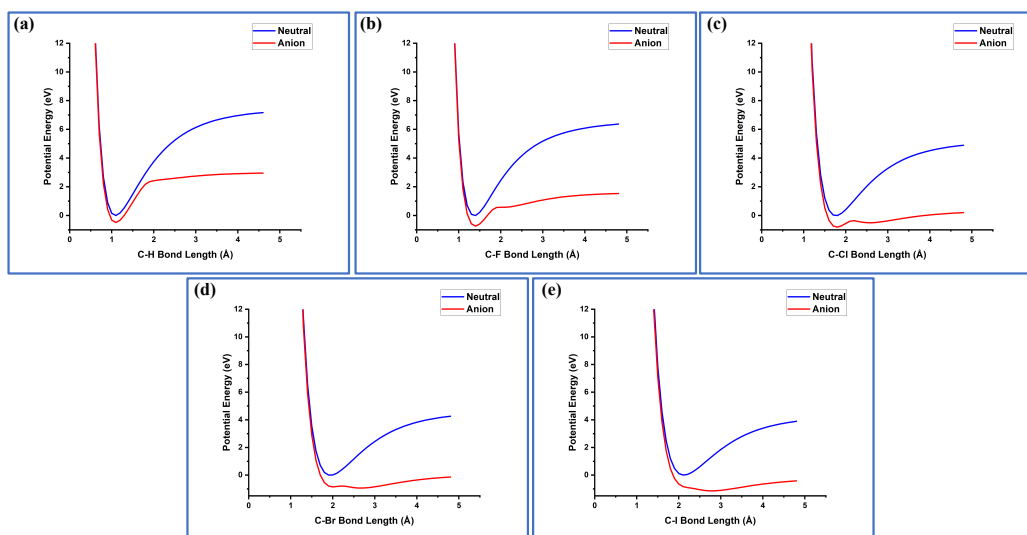 (a)
Neutral
Anion
12
10
8
6
4
2
0
Potential Energy (eV)
0 1 2 3 4 5
C-H Bond Length (Å)
(b)
Neutral
Anion
12
10
8
6
4
2
0
Potential Energy (eV)
0 1 2 3 4 5
C-F Bond Length (Å)
(c)
Neutral
Anion
12
10
8
6
4
2
0
Potential Energy (eV)
0 1 2 3 4 5
C-Cl Bond Length (Å)
(d)
Neutral
Anion
12
10
8
6
4
2
0
Potential Energy (eV)
0 1 2 3 4 5
C-Br Bond Length (Å)
(e)
Neutral
Anion
12
10
8
6
4
2
0
Potential Energy (eV)
0 1 2 3 4 5
C-I Bond Length (Å)